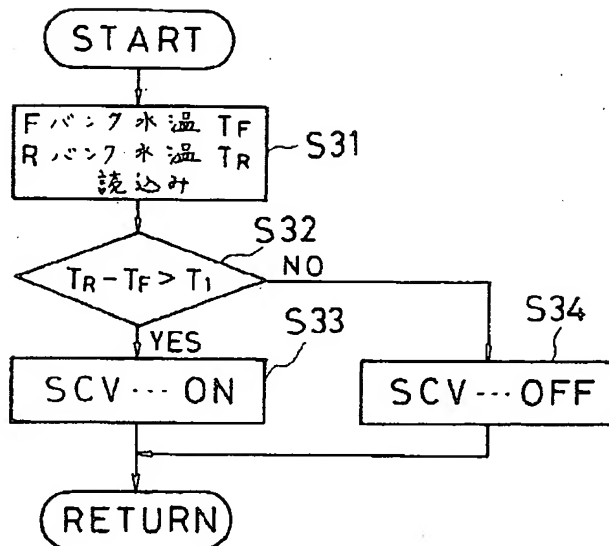 START
Fバンク水温 TF
Rバンク水温 TR
読込み
S31
S32
TR-TF>T1
NO
YES
S33
S34
SCV…ON
SCV…OFF
RETURN